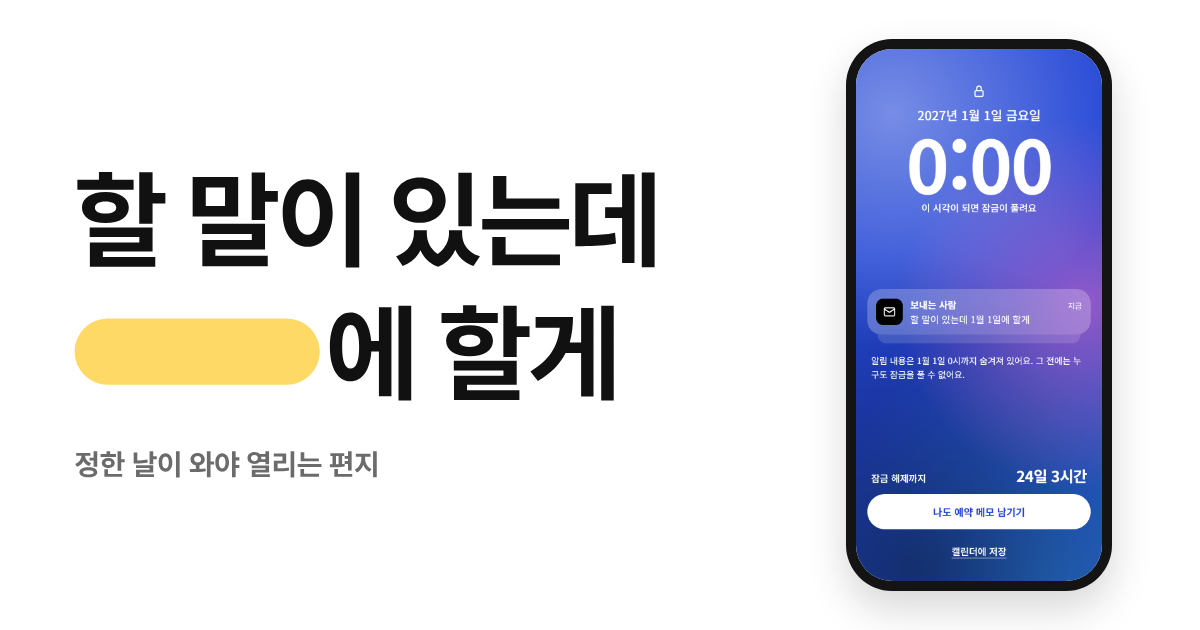 할 말이 있는데
에 할게
정한 날이 와야 열리는 편지
2027년 1월 1일 금요일
0:00
이 시각이 되면 잠금이 풀려요
보내는 사람
지금
할 말이 있는데 1월 1일에 할게
알림 내용은 1월 1일 0시까지 숨겨져 있어요. 그 전에는 누
구도 잠금을 풀 수 없어요.
잠금 해제까지
24일 3시간
나도 예약 메모 남기기
캘린더에 저장